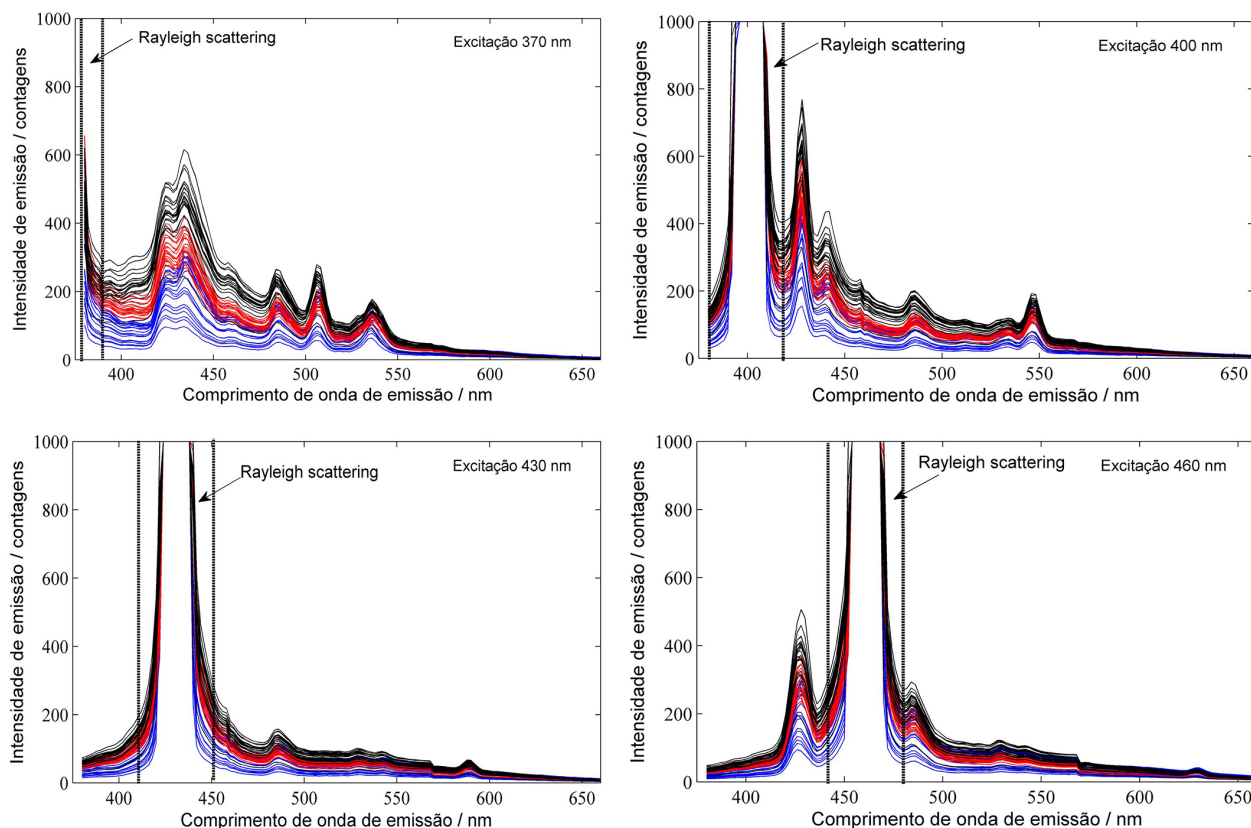 1000
800
600
400
200
0
Intensidade de emissão / contagens
Rayleigh scattering
Excitação 370 nm
400 450 500 550 600 650
Comprimento de onda de emissão / nm
1000
800
600
400
200
0
Intensidade de emissão / contagens
Rayleigh scattering
Excitação 400 nm
400 450 500 550 600 650
Comprimento de onda de emissão / nm
1000
800
600
400
200
0
Intensidade de emissão / contagens
Rayleigh scattering
Excitação 430 nm
400 450 500 550 600 650
Comprimento de onda de emissão / nm
1000
800
600
400
200
0
Intensidade de emissão / contagens
Rayleigh scattering
Excitação 460 nm
400 450 500 550 600 650
Comprimento de onda de emissão / nm